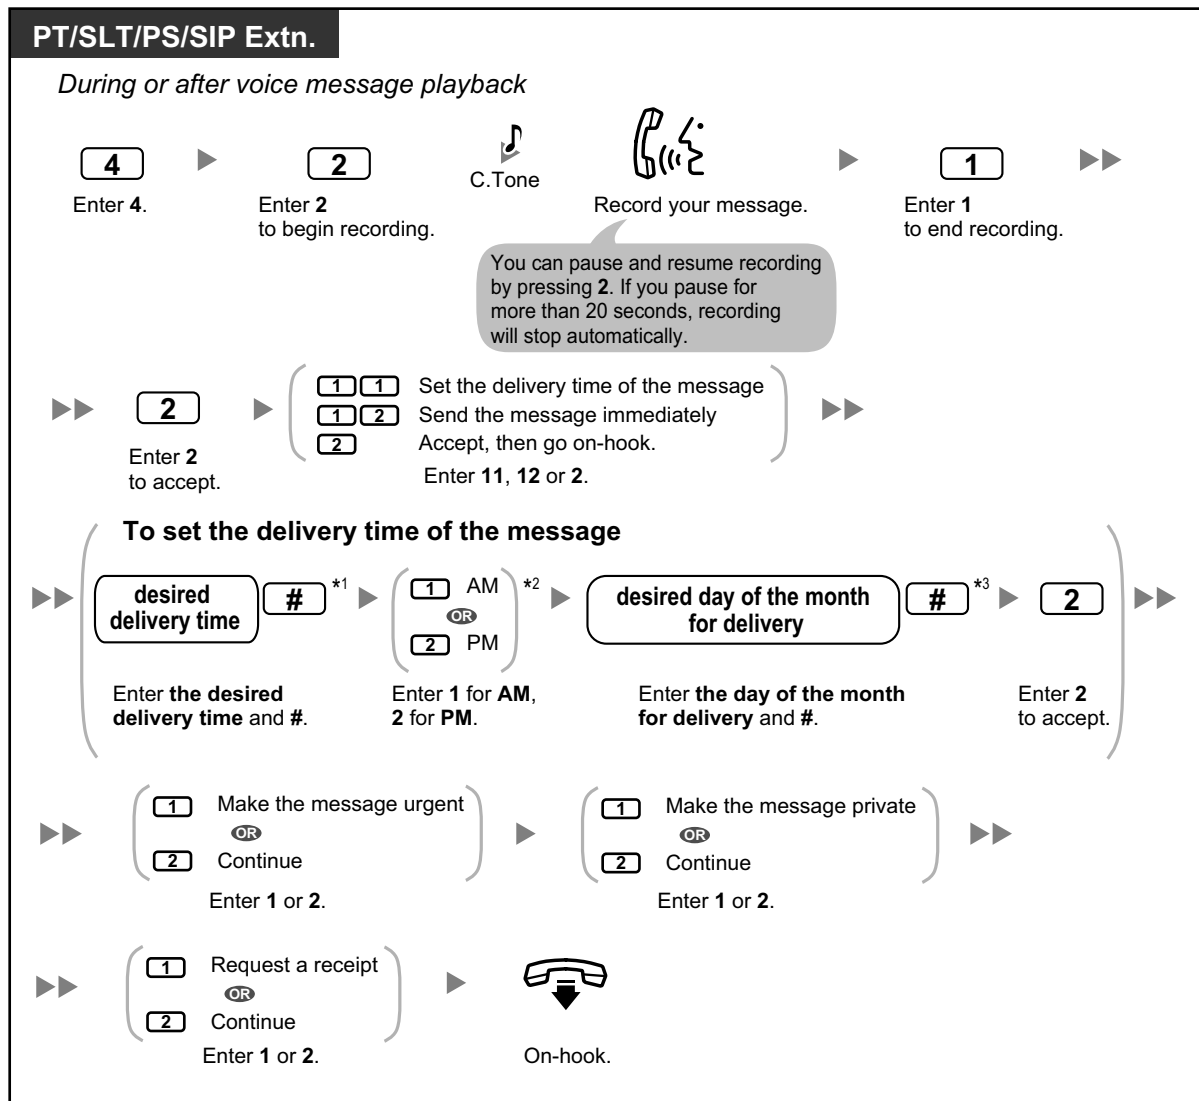 PT/SLT/PS/SIP Extn.
During or after voice message playback
4
2
C.Tone
1
Enter 4.
Enter 2
to begin recording.
Record your message.
Enter 1
to end recording.
You can pause and resume recording
by pressing 2. If you pause for
more than 20 seconds, recording
will stop automatically.
2
Enter 2
to accept.
1 1 Set the delivery time of the message
1 2 Send the message immediately
2 Accept, then go on-hook.
Enter 11, 12 or 2.
To set the delivery time of the message
desired
delivery time
# *1
1 AM
OR
2 PM
*2
desired day of the month
for delivery
# *3
2
Enter the desired
delivery time and #.
Enter 1 for AM,
2 for PM.
Enter the day of the month
for delivery and #.
Enter 2
to accept.
1 Make the message urgent
OR
2 Continue
Enter 1 or 2.
1 Make the message private
OR
2 Continue
Enter 1 or 2.
1 Request a receipt
OR
2 Continue
Enter 1 or 2.
On-hook.